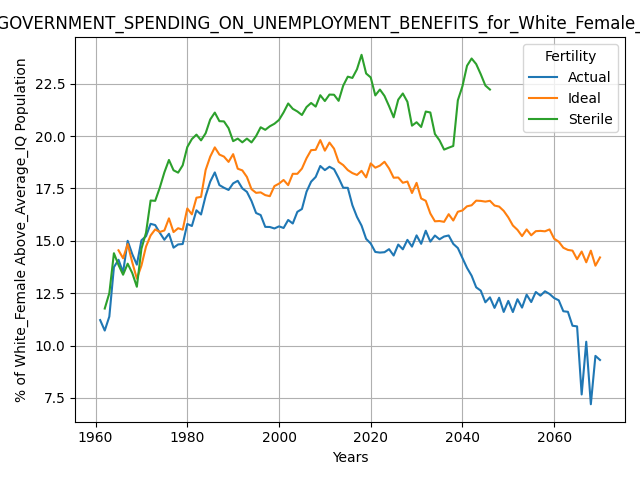 GOVERNMENT_SPENDING_ON_UNEMPLOYMENT_BENEFITS_for_White_Female_
% of White_Female Above_Average_IQ Population
22.5
20.0
17.5
15.0
12.5
10.0
7.5
Fertility
Actual
Ideal
Sterile
1960 1980 2000 2020 2040 2060
Years